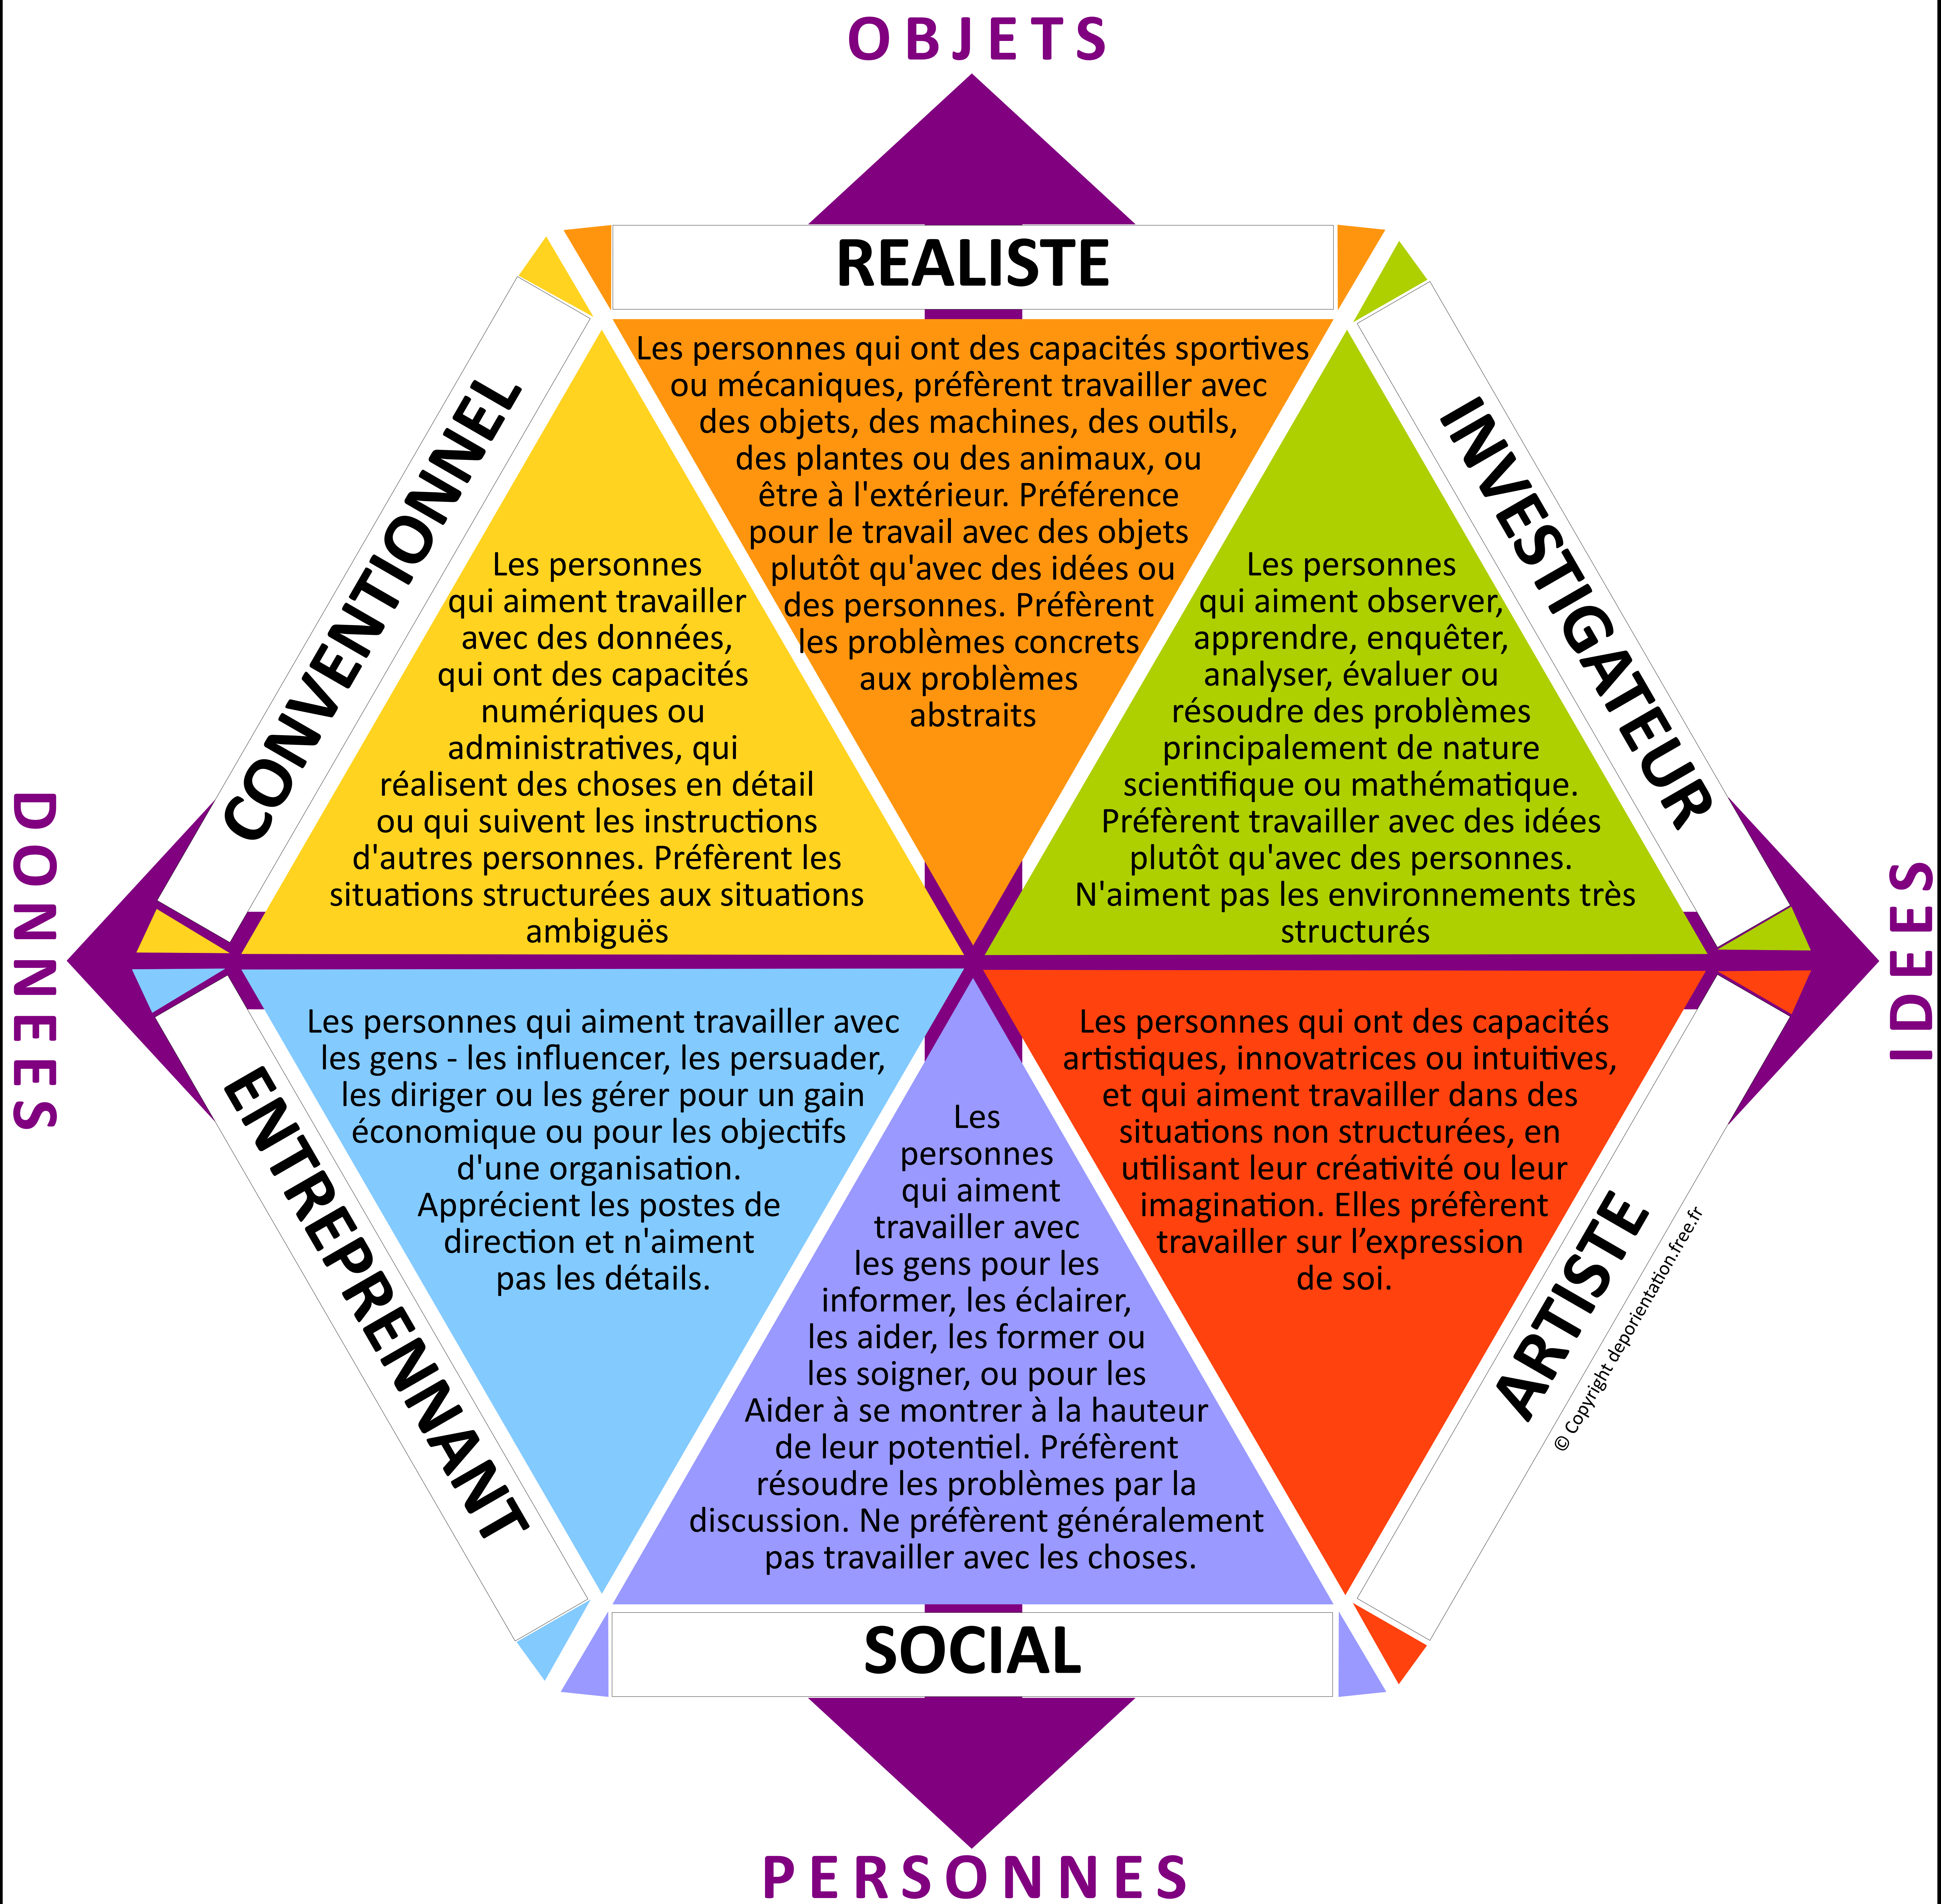 OBJETS
REALISTE
Les personnes qui ont des capacités sportives
ou mécaniques, préfèrent travailler avec
des objets, des machines, des outils,
des plantes ou des animaux, ou
être à l'extérieur. Préférence
pour le travail avec des objets
plutôt qu'avec des idées ou
des personnes. Préfèrent
les problèmes concrets
aux problèmes
abstraits
CONVENTIONNEL
Les personnes
qui aiment travailler
avec des données,
qui ont des capacités
numériques ou
administratives, qui
réalisent des choses en détail
ou qui suivent les instructions
d'autres personnes. Préfèrent les
situations structurées aux situations
ambiguës
INVESTIGATEUR
Les personnes
qui aiment observer,
apprendre, enquêter,
analyser, évaluer ou
résoudre des problèmes
principalement de nature
scientifique ou mathématique.
Préfèrent travailler avec des idées
plutôt qu'avec des personnes.
N'aiment pas les environnements très
structurés
DONNEES
IDEES
ENTREPRENNANT
Les personnes qui aiment travailler avec
les gens - les influencer, les persuader,
les diriger ou les gérer pour un gain
économique ou pour les objectifs
d'une organisation.
Apprécient les postes de
direction et n'aiment
pas les détails.
Les
personnes
qui aiment
travailler avec
les gens pour les
informer, les éclairer,
les aider, les former ou
les soigner, ou pour les
Aider à se montrer à la hauteur
de leur potentiel. Préfèrent
résoudre les problèmes par la
discussion. Ne préfèrent généralement
pas travailler avec les choses.
Les personnes qui ont des capacités
artistiques, innovatrices ou intuitives,
et qui aiment travailler dans des
situations non structurées, en
utilisant leur créativité ou leur
imagination. Elles préfèrent
travailler sur l’expression
de soi.
ARTISTE
© Copyright deporientation.free.fr
SOCIAL
PERSONNES